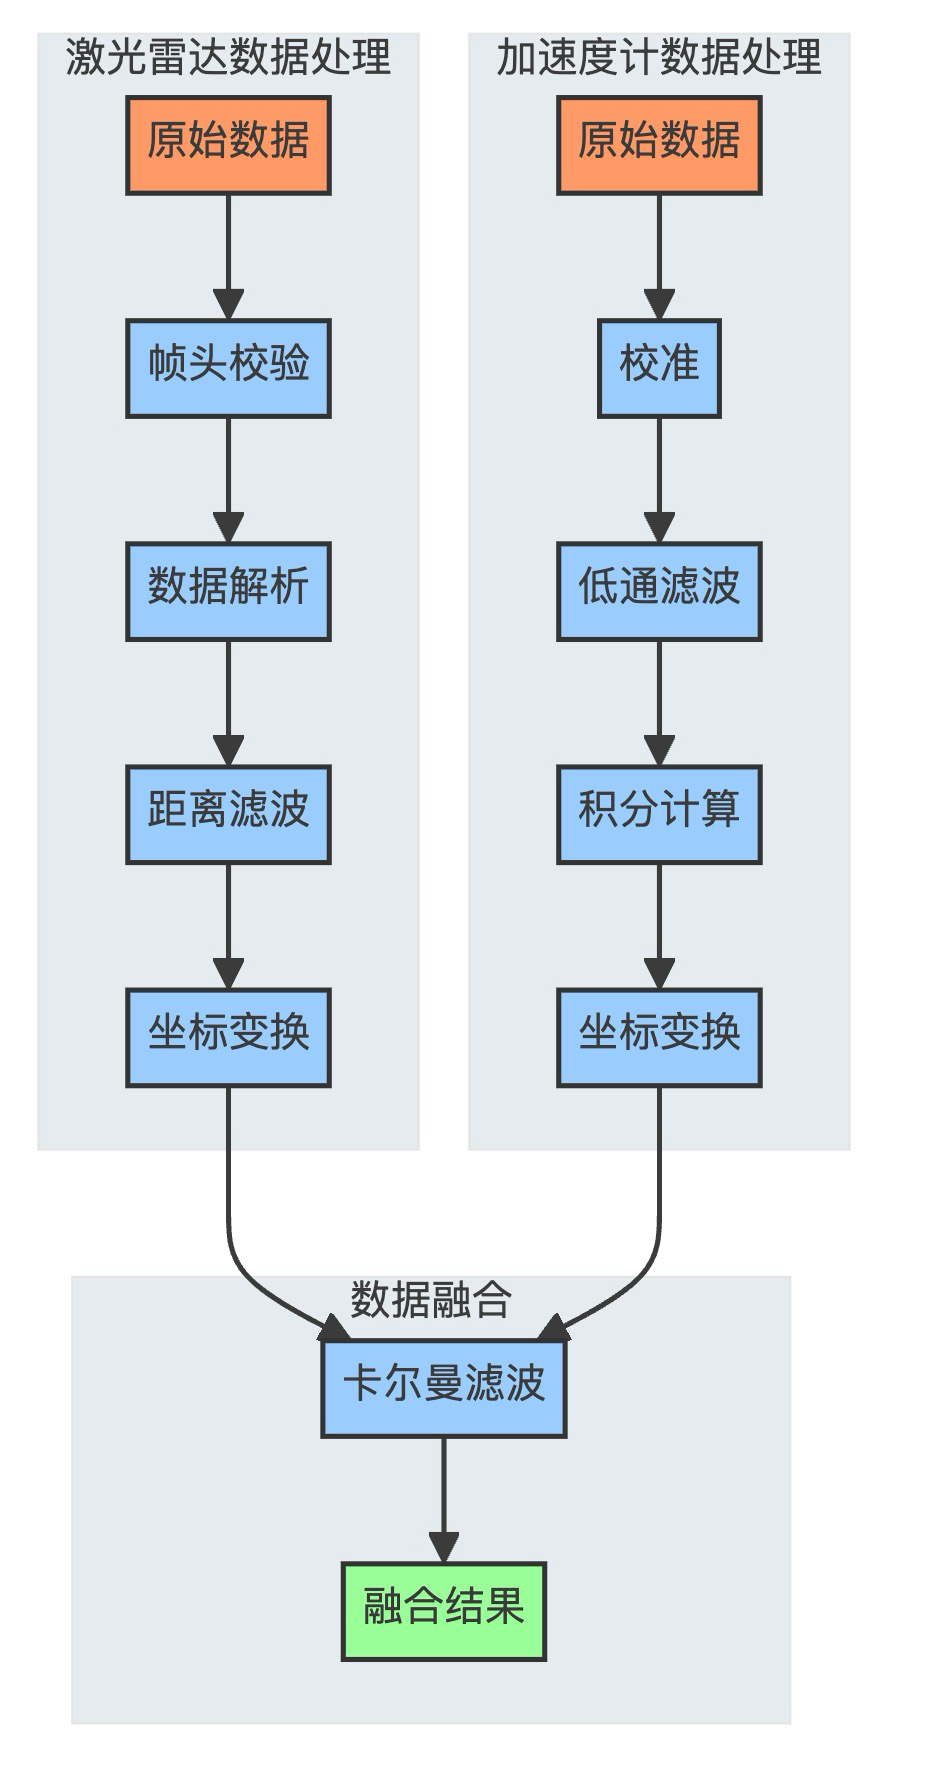 激光雷达数据处理
原始数据
帧头校验
数据解析
距离滤波
坐标变换
加速度计数据处理
原始数据
校准
低通滤波
积分计算
坐标变换
数据融合
卡尔曼滤波
融合结果